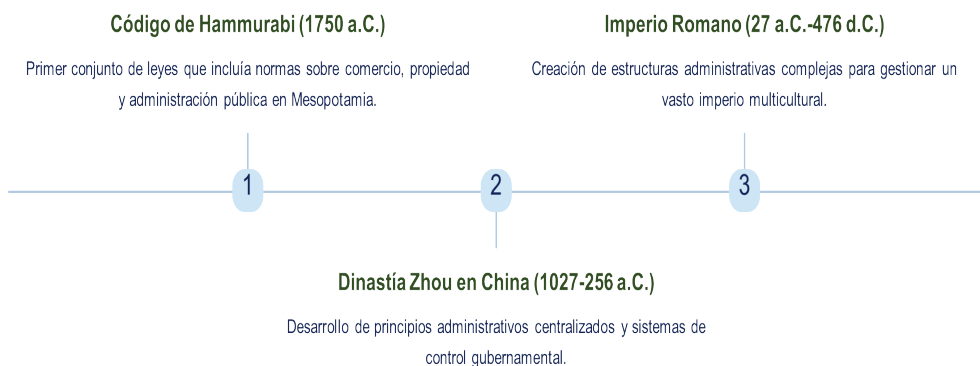 Código de Hammurabi (1750 a.C.)
Primer conjunto de leyes que incluía normas sobre comercio, propiedad
y administración pública en Mesopotamia.
Imperio Romano (27 a.C.-476 d.C.)
Creación de estructuras administrativas complejas para gestionar un
vasto imperio multicultural.
1
2
3
Dinastía Zhou en China (1027-256 a.C.)
Desarrollo de principios administrativos centralizados y sistemas de
control gubernamental.